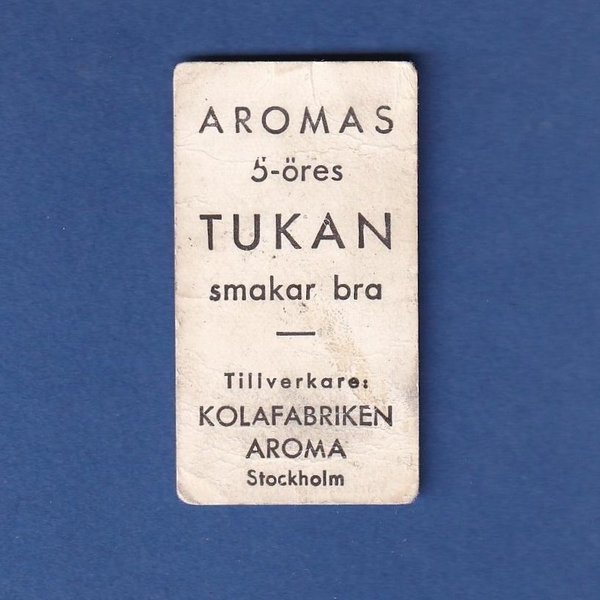 AROMAS
5-öres
TUKAN
smakar bra
Tillverkare:
KOLAFABRIKEN
AROMA
Stockholm